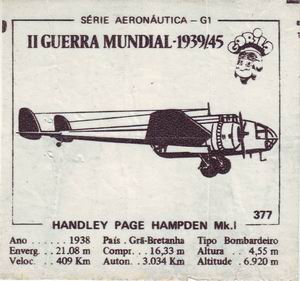 SÉRIE AERONÁUTICA - G1
II GUERRA MUNDIAL-1939/45
GORILA
377
HANDLEY PAGE HAMPDEN Mk.I
Ano . . . . . . 1938 País . Grã-Bretanha Tipo Bombardeiro
Enverg. . . 21.08 m Compr. . . 16,33 m Altura . . . 4,55 m
Veloc. . . 409 Km Auton. . 3.034 Km Altitude . 6.920 m